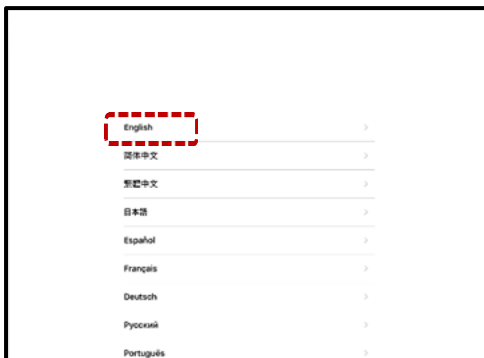 English
简体中文
繁體中文
日本語
Español
Français
Deutsch
Русский
Português